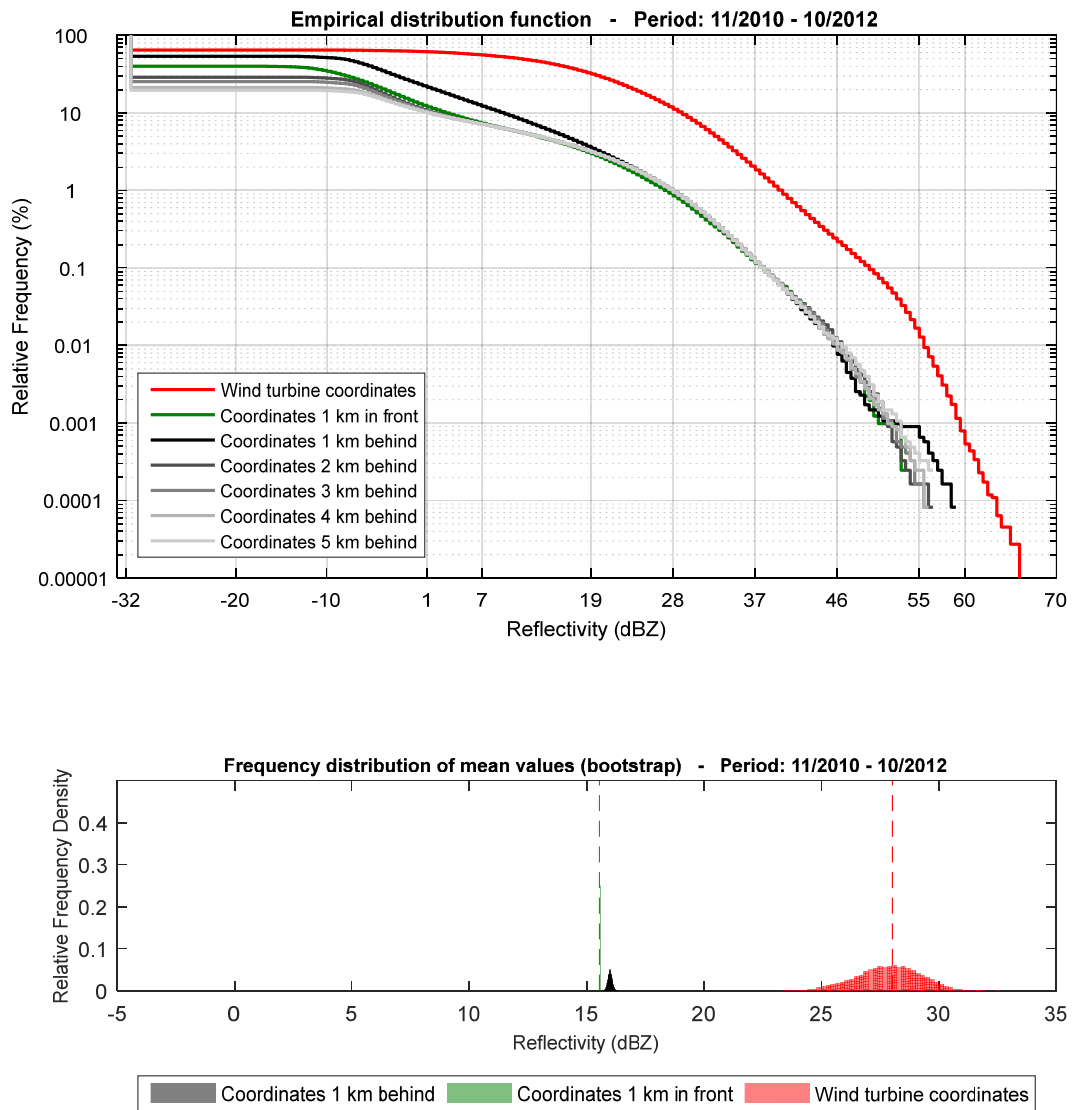 Empirical distribution function - Period: 11/2010 - 10/2012
100
10
1
0.1
0.01
0.001
0.0001
0.00001
Relative Frequency (%)
Wind turbine coordinates
Coordinates 1 km in front
Coordinates 1 km behind
Coordinates 2 km behind
Coordinates 3 km behind
Coordinates 4 km behind
Coordinates 5 km behind
-32 -20 -10 1 7 19 28 37 46 55 60 70
Reflectivity (dBZ)
Frequency distribution of mean values (bootstrap) - Period: 11/2010 - 10/2012
0.4
0.3
0.2
0.1
0
Relative Frequency Density
-5 0 5 10 15 20 25 30 35
Reflectivity (dBZ)
Coordinates 1 km behind Coordinates 1 km in front Wind turbine coordinates